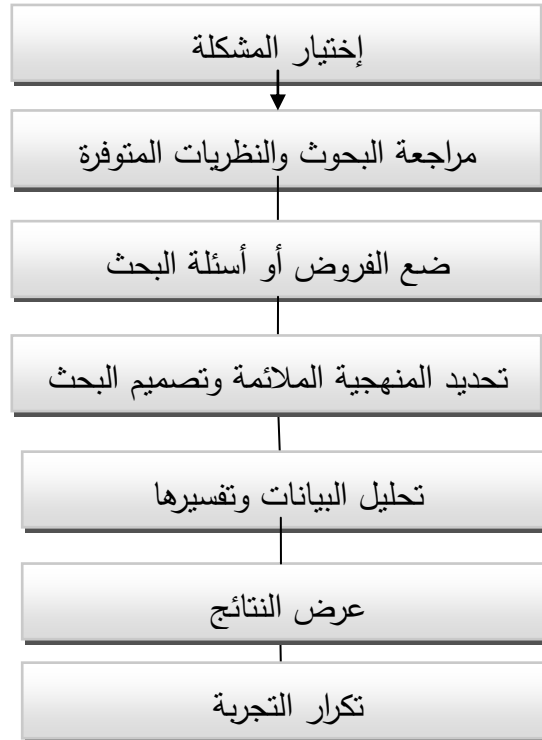 إختيار المشكلة
مراجعة البحوث والنظريات المتوفرة
ضع الفروض أو أسئلة البحث
تحديد المنهجية الملائمة وتصميم البحث
تحليل البيانات وتفسيرها
عرض النتائج
تكرار التجربة